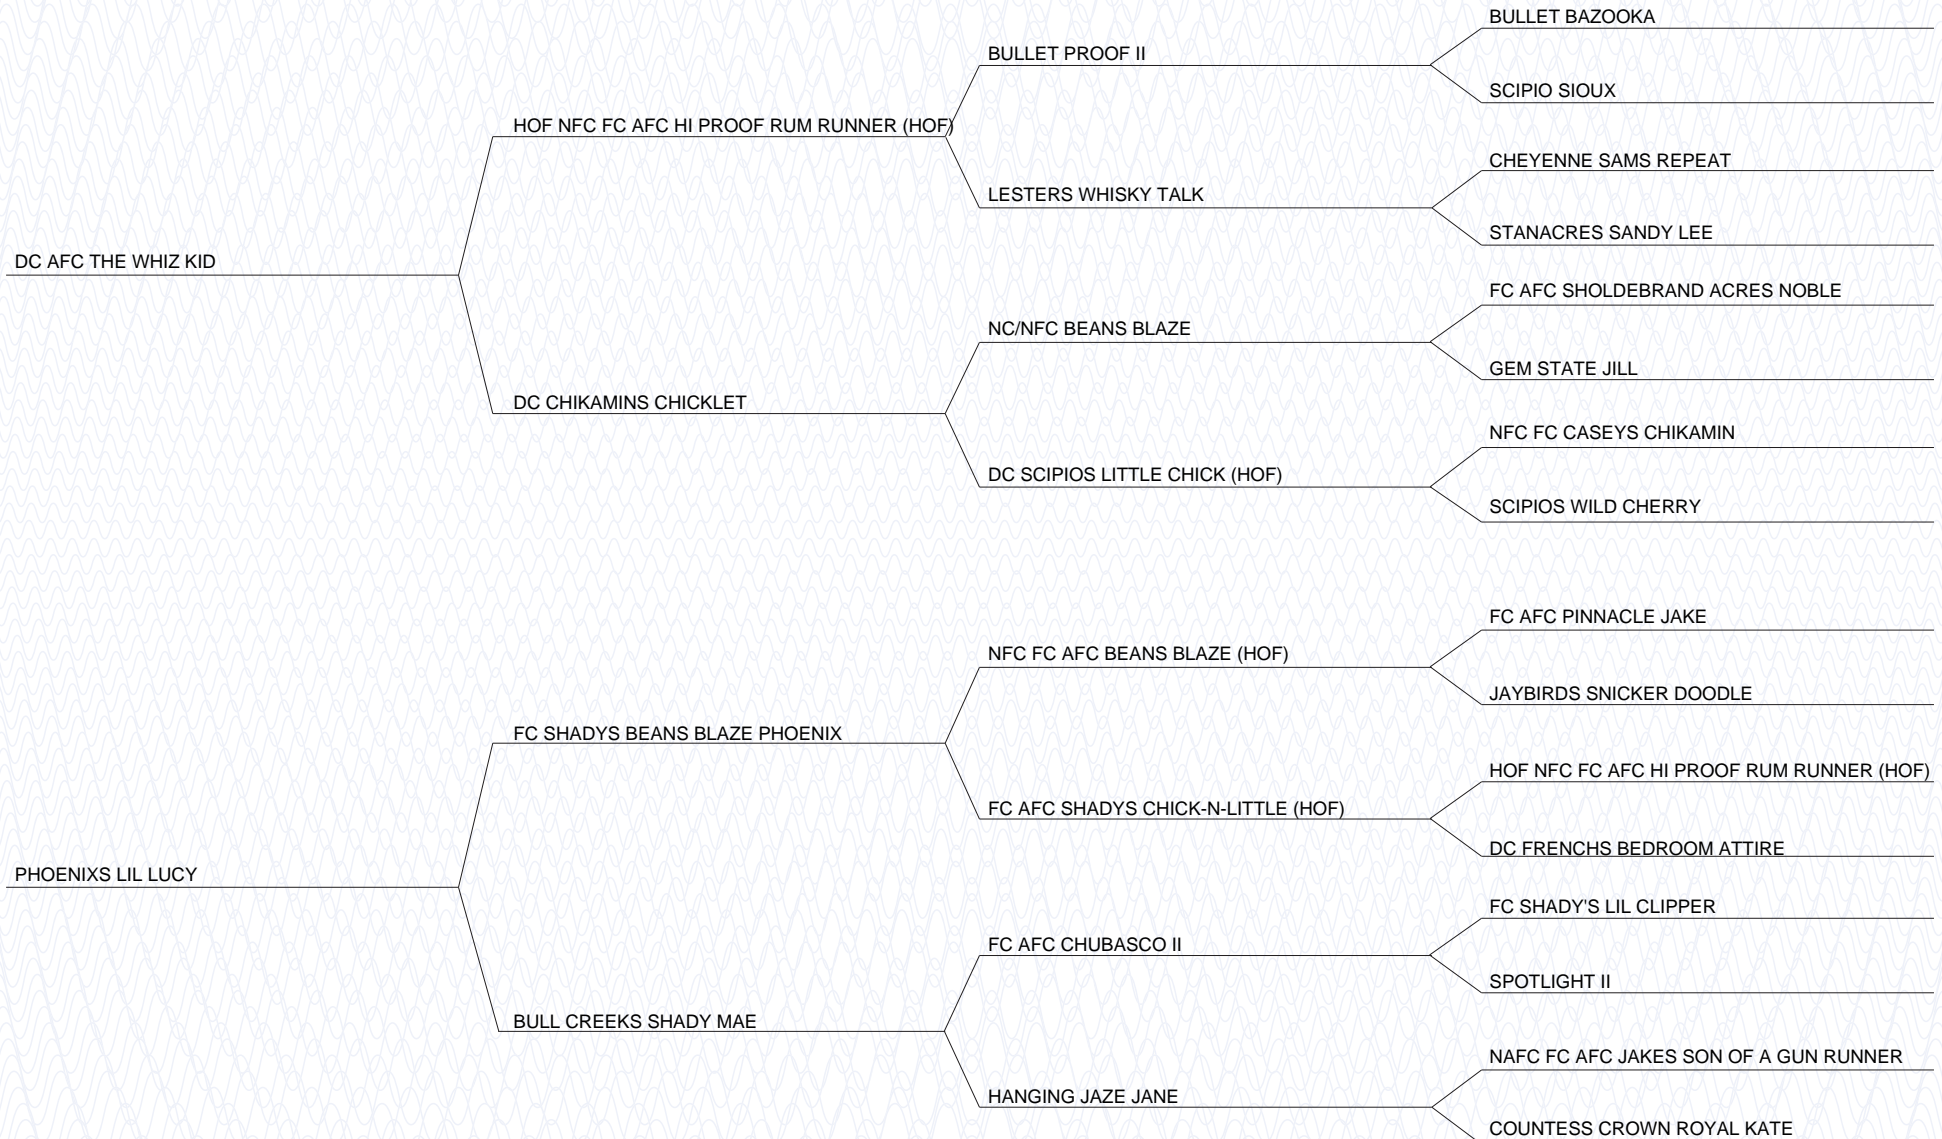 BULLET BAZOOKA
BULLET PROOF II
SCIPIO SIOUX
HOF NFC FC AFC HI PROOF RUM RUNNER (HOF)
CHEYENNE SAMS REPEAT
LESTERS WHISKY TALK
STANACRES SANDY LEE
DC AFC THE WHIZ KID
FC AFC SHOLDEBRAND ACRES NOBLE
NC/NFC BEANS BLAZE
GEM STATE JILL
DC CHIKAMINS CHICKLET
NFC FC CASEYS CHIKAMIN
DC SCIPIOS LITTLE CHICK (HOF)
SCIPIOS WILD CHERRY
FC AFC PINNACLE JAKE
NFC FC AFC BEANS BLAZE (HOF)
JAYBIRDS SNICKER DOODLE
FC SHADYS BEANS BLAZE PHOENIX
HOF NFC FC AFC HI PROOF RUM RUNNER (HOF)
FC AFC SHADYS CHICK-N-LITTLE (HOF)
DC FRENCHS BEDROOM ATTIRE
PHOENIXS LIL LUCY
FC SHADY'S LIL CLIPPER
FC AFC CHUBASCO II
SPOTLIGHT II
BULL CREEKS SHADY MAE
NAFC FC AFC JAKES SON OF A GUN RUNNER
HANGING JAZE JANE
COUNTESS CROWN ROYAL KATE